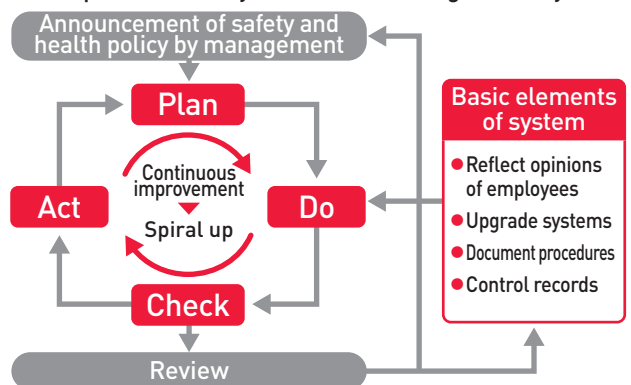 Announcement of safety and
health policy by management
Plan
Continuous
improvement
Spiral up
Act
Do
Check
Review
Basic elements
of system
●Reflect opinions
of employees
●Upgrade systems
●Document procedures
●Control records